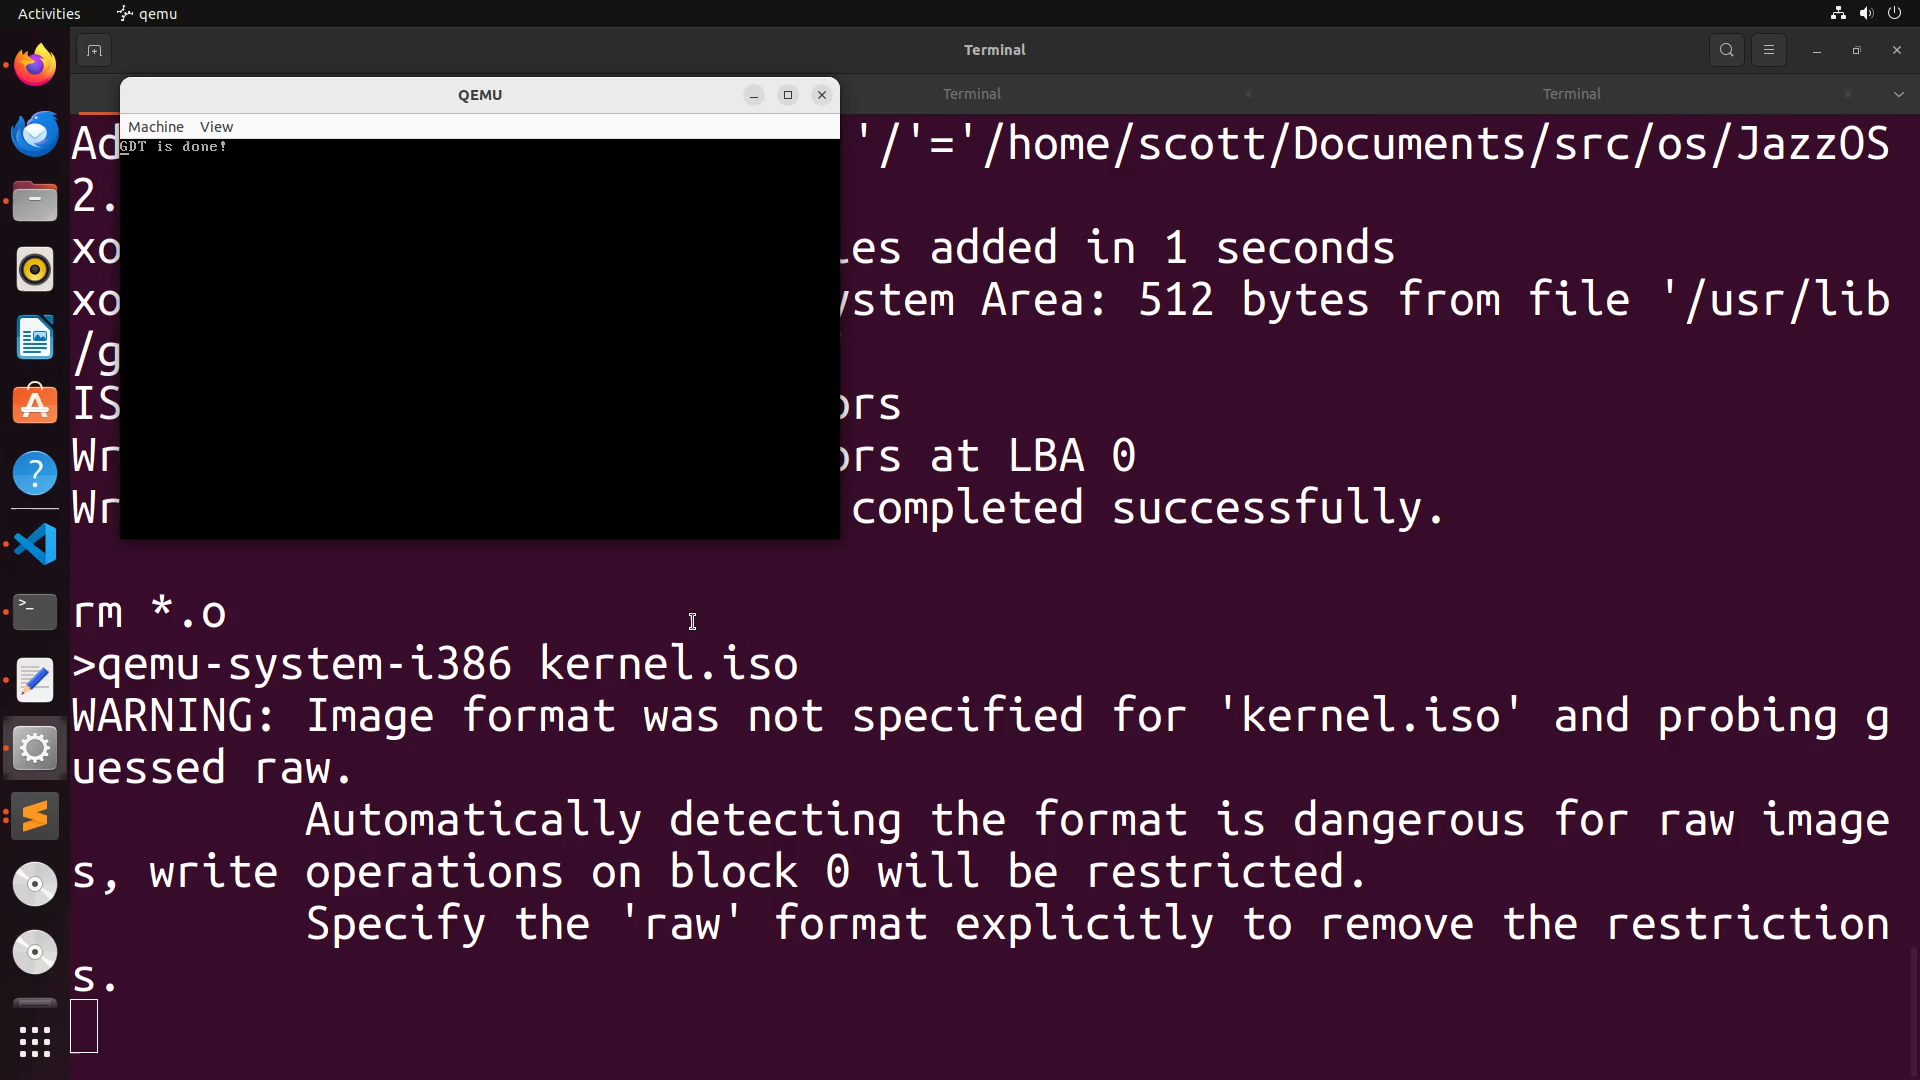 Activities qemu
Terminal
Terminal Terminal
QEMU
Machine View
GDT is done!
Ad '/'='/home/scott/Documents/src/os/JazzOS
2.
xo les added in 1 seconds
xo ystem Area: 512 bytes from file '/usr/lib
/g
IS ors
Wr ors at LBA 0
Wr completed successfully.
rm *.o
>qemu-system-i386 kernel.iso
WARNING: Image format was not specified for 'kernel.iso' and probing g
uessed raw.
Automatically detecting the format is dangerous for raw image
s, write operations on block 0 will be restricted.
Specify the 'raw' format explicitly to remove the restriction
s.